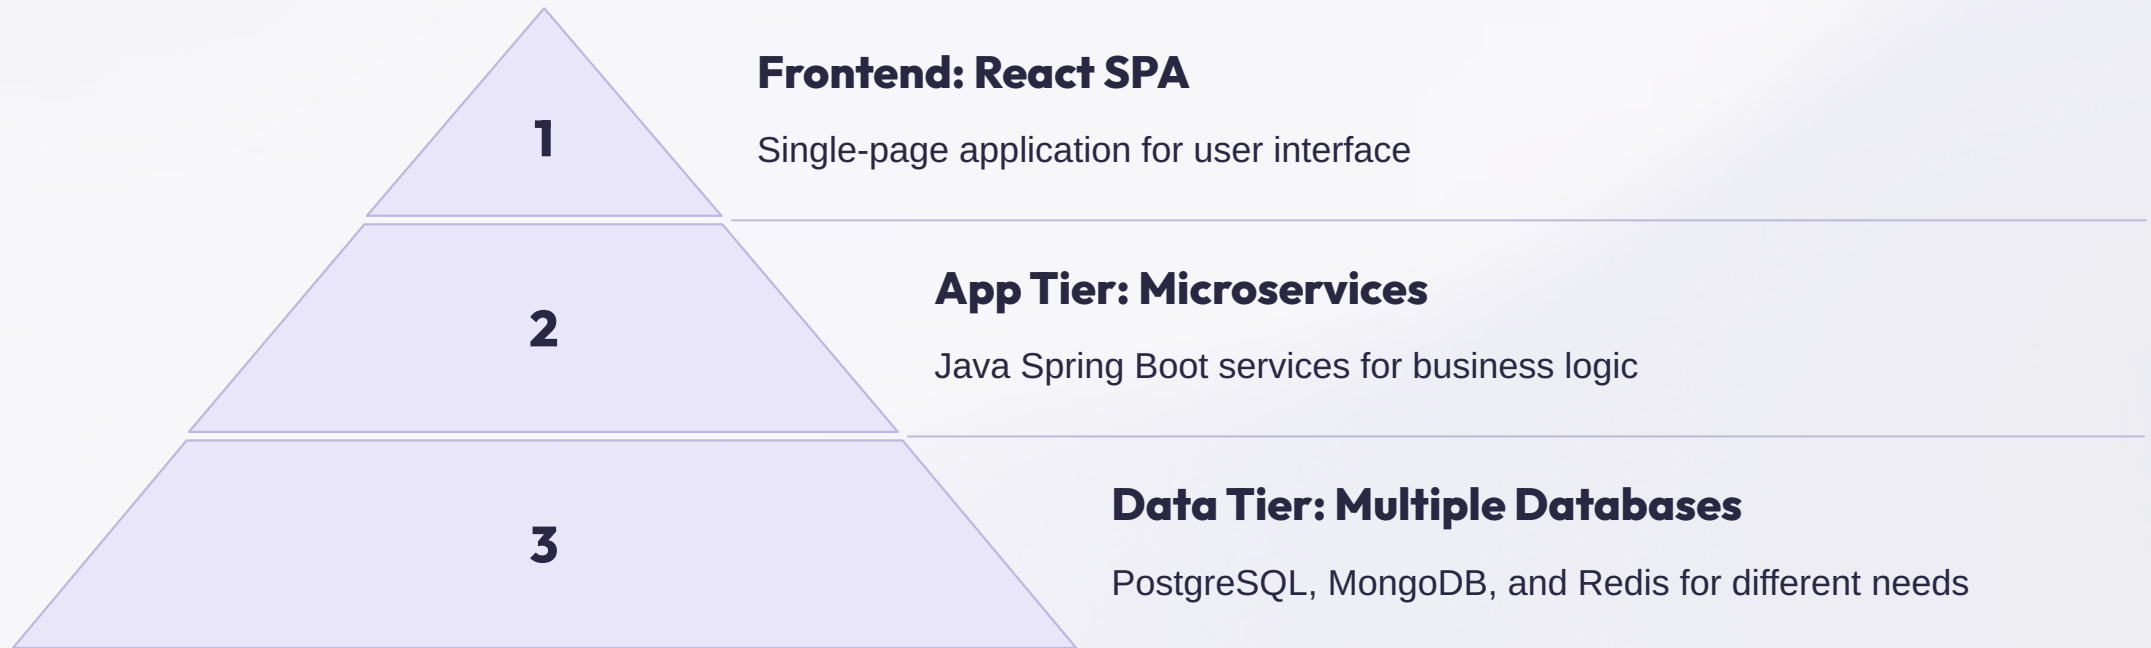 1
Frontend: React SPA
Single-page application for user interface
2
App Tier: Microservices
Java Spring Boot services for business logic
3
Data Tier: Multiple Databases
PostgreSQL, MongoDB, and Redis for different needs